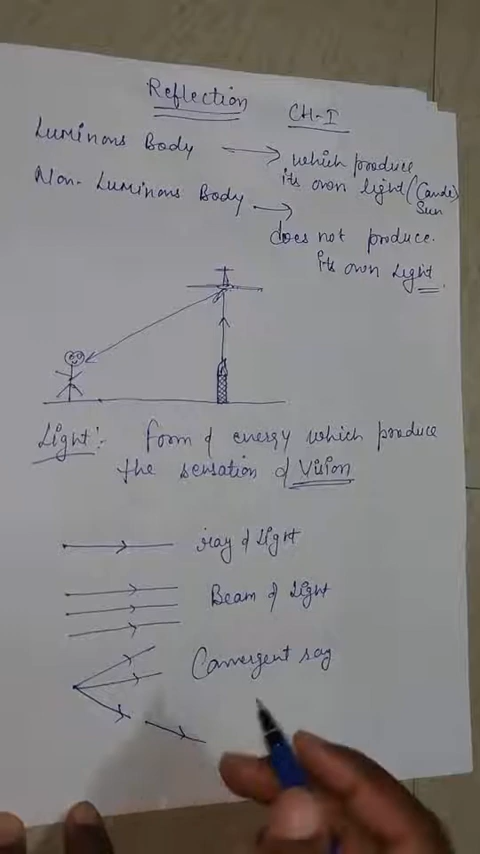 Reflection CH-I
Luminous Body → which produce
its own light (Cande)
Sun
Non-Luminous Body →
does not produce.
its own Light.
Light:- form of energy which produce
the sensation of Vision
ray of Light
Beam of Light
Convergent ray